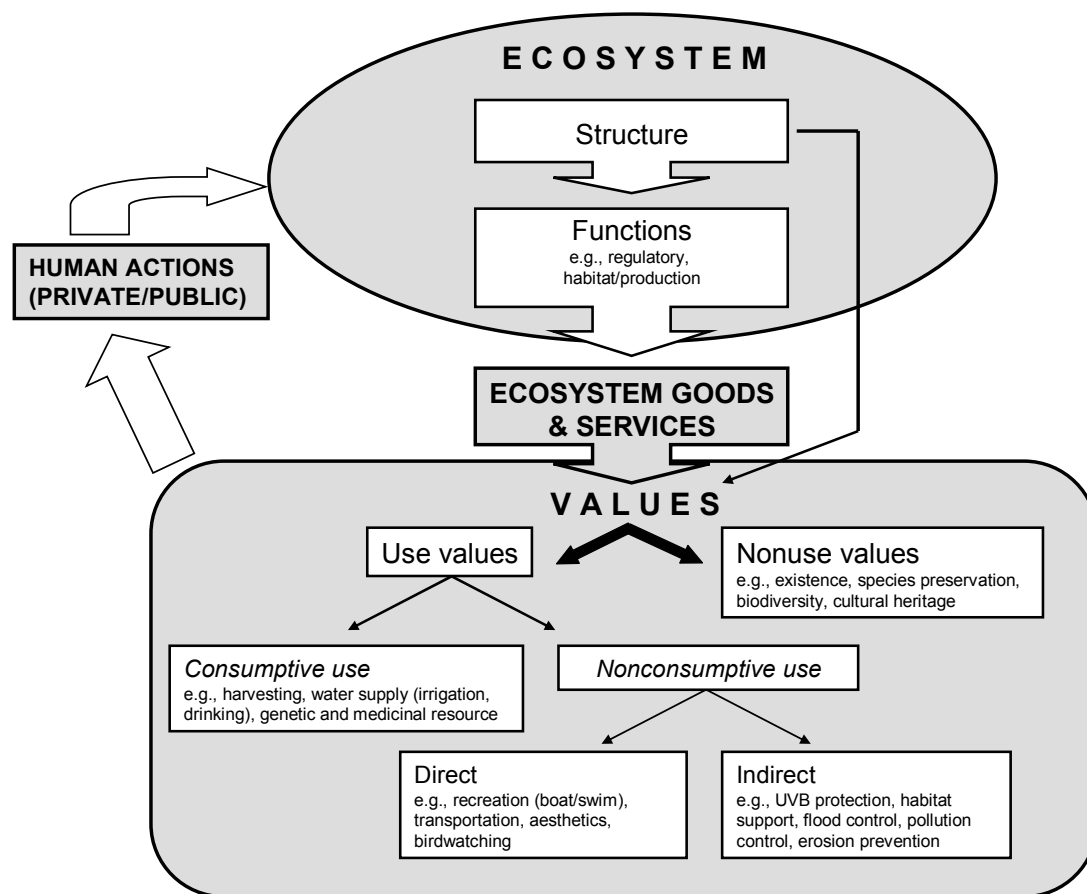 E C O S Y S T E M
Structure
Functions
e.g., regulatory,
habitat/production
HUMAN ACTIONS
(PRIVATE/PUBLIC)
ECOSYSTEM GOODS
& SERVICES
V A L U E S
Use values
Nonuse values
e.g., existence, species preservation,
biodiversity, cultural heritage
Consumptive use
e.g., harvesting, water supply (irrigation,
drinking), genetic and medicinal resource
Nonconsumptive use
Direct
e.g., recreation (boat/swim),
transportation, aesthetics,
birdwatching
Indirect
e.g., UVB protection, habitat
support, flood control, pollution
control, erosion prevention